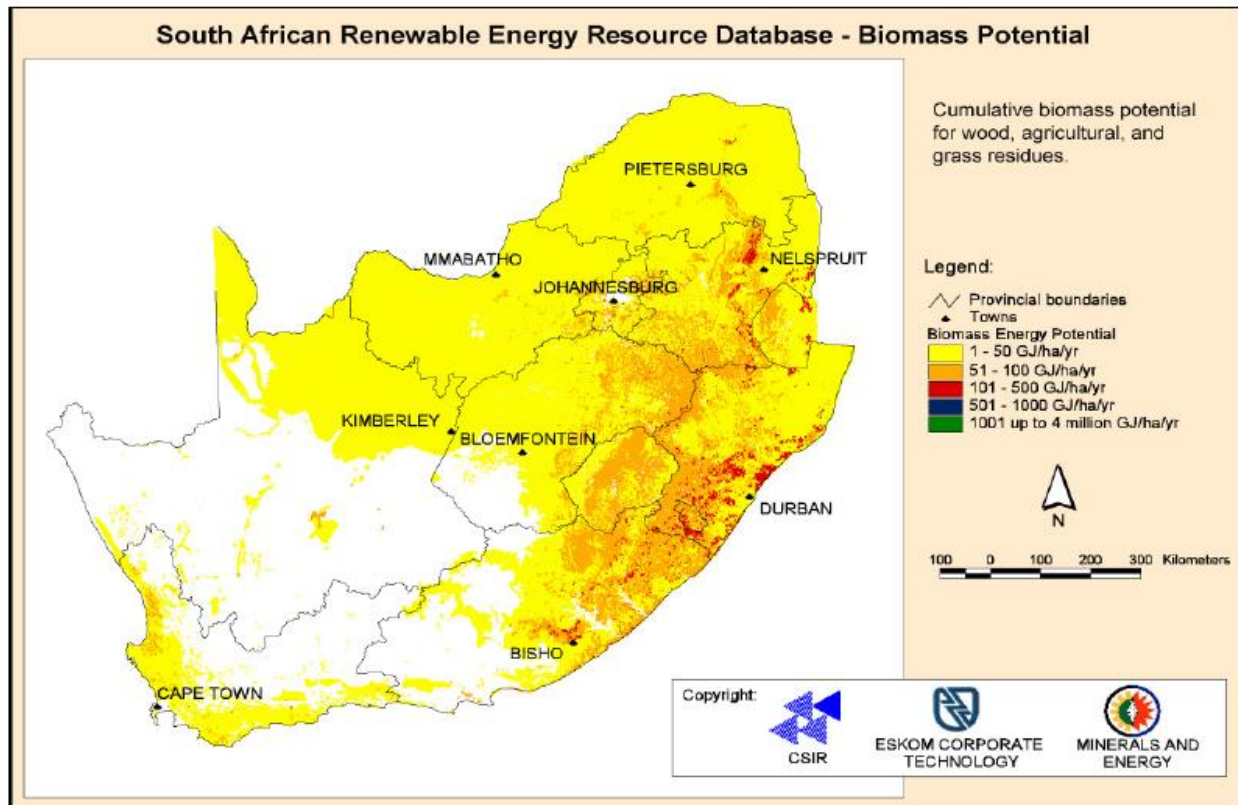 South African Renewable Energy Resource Database - Biomass Potential
Cumulative biomass potential
for wood, agricultural, and
grass residues.
PIETERSBURG
MMABATHO
NELSPRUIT
JOHANNESBURG
KIMBERLEY
BLOEMFONTEIN
DURBAN
BISHO
CAPE TOWN
Legend:
Provincial boundaries
Towns
Biomass Energy Potential
1 - 50 GJ/ha/yr
51 - 100 GJ/ha/yr
101 - 500 GJ/ha/yr
501 - 1000 GJ/ha/yr
1001 up to 4 million GJ/ha/yr
N
100 0 100 200 300 Kilometers
Copyright:
CSIR
ESKOM CORPORATE
TECHNOLOGY
MINERALS AND
ENERGY